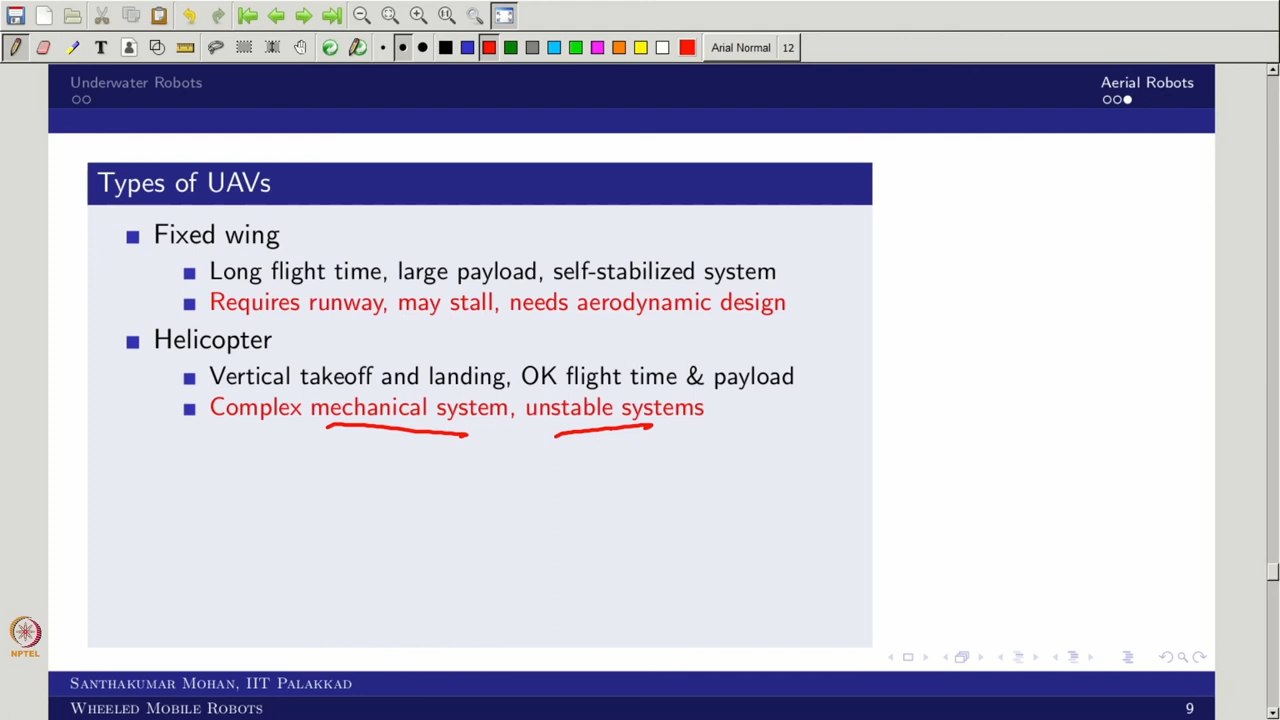 T
Arial Normal 12
Underwater Robots
Aerial Robots
Types of UAVs
Fixed wing
Long flight time, large payload, self-stabilized system
Requires runway, may stall, needs aerodynamic design
Helicopter
Vertical takeoff and landing, OK flight time & payload
Complex mechanical system, unstable systems
NPTEL
Santhakumar Mohan, IIT Palakkad
Wheeled Mobile Robots 9